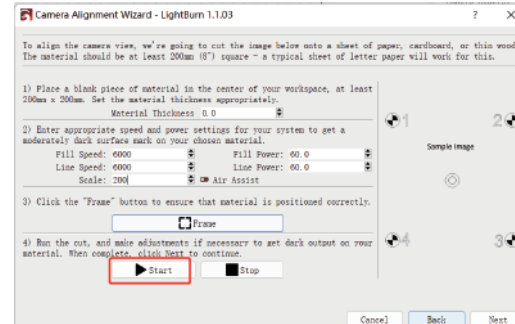 Camera Alignment Wizard - LightBurn 1.1.03
? ×
To align the camera view, we're going to cut the image below onto a sheet of paper, cardboard, or thin wood
The material should be at least 200mm (8") square - a typical sheet of letter paper will work for this.
1) Place a blank piece of material in the center of your workspace, at least
200mm x 200mm. Set the material thickness appropriately.
Material Thickness 0.0
2) Enter appropriate speed and power settings for your system to get a
moderately dark surface mark on your chosen material.
Fill Speed: 6000 Fill Power: 60.0
Line Speed: 6000 Line Power: 60.0
Scale: 200 Air Assist
3) Click the "Frame" button to ensure that material is positioned correctly.
Frame
4) Run the cut, and make adjustments if necessary to get dark output on your
material. When complete, click Next to continue.
Start Stop
1 2
Sample Image
4 3
Cancel Back Next